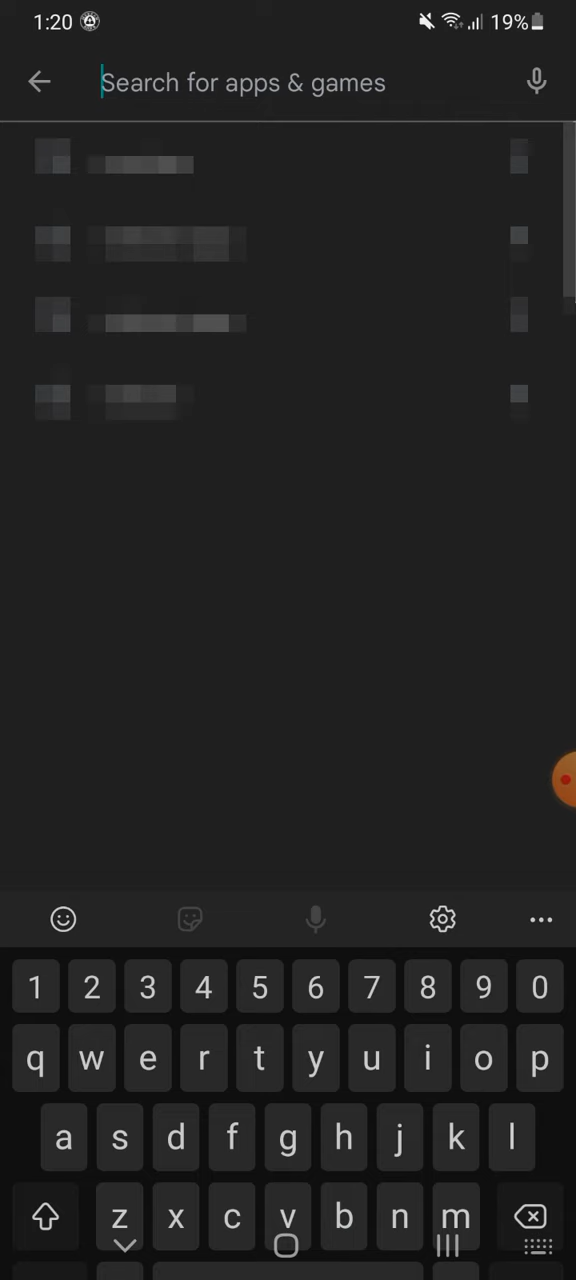 1:20 19%
Search for apps & games
1 2 3 4 5 6 7 8 9 0
q w e r t y u i o p
a s d f g h j k l
z x c v b n m